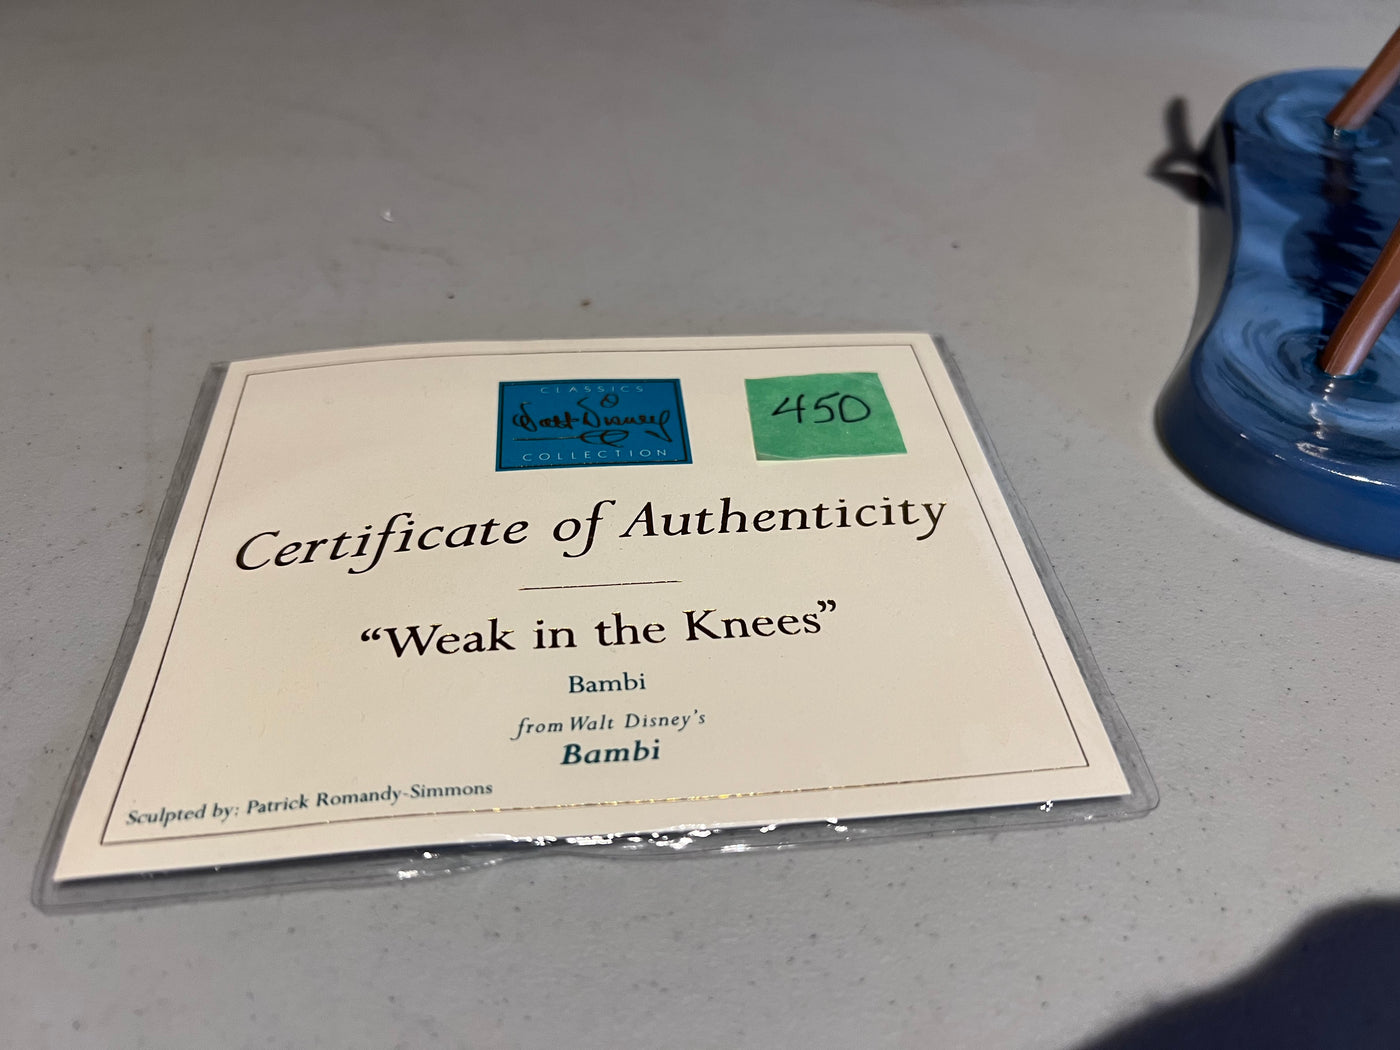 CLASSICS
Walt Disney
COLLECTION
450
Certificate of Authenticity
“Weak in the Knees”
Bambi
from Walt Disney’s
Bambi
Sculpted by: Patrick Romandy-Simmons